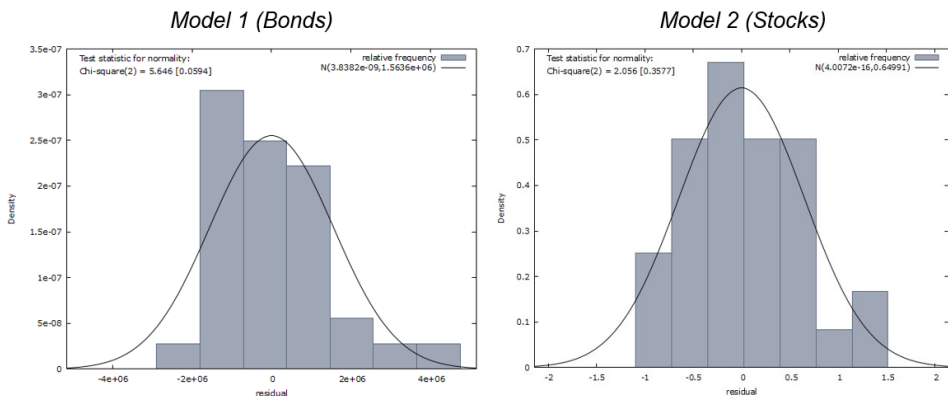 Model 1 (Bonds)
3.5e-07
3e-07
2.5e-07
2e-07
1.5e-07
1e-07
5e-08
0
Density
Test statistic for normality:
Chi-square(2) = 5.646 [0.0594]
relative frequency
N(3.8382e-09,1.5636e+06)
-4e+06 -2e+06 0 2e+06 4e+06
residual
Model 2 (Stocks)
0.7
0.6
0.5
0.4
0.3
0.2
0.1
0
Density
Test statistic for normality:
Chi-square(2) = 2.056 [0.3577]
relative frequency
N(4.0072e-16,0.64991)
-2 -1.5 -1 -0.5 0 0.5 1 1.5 2
residual